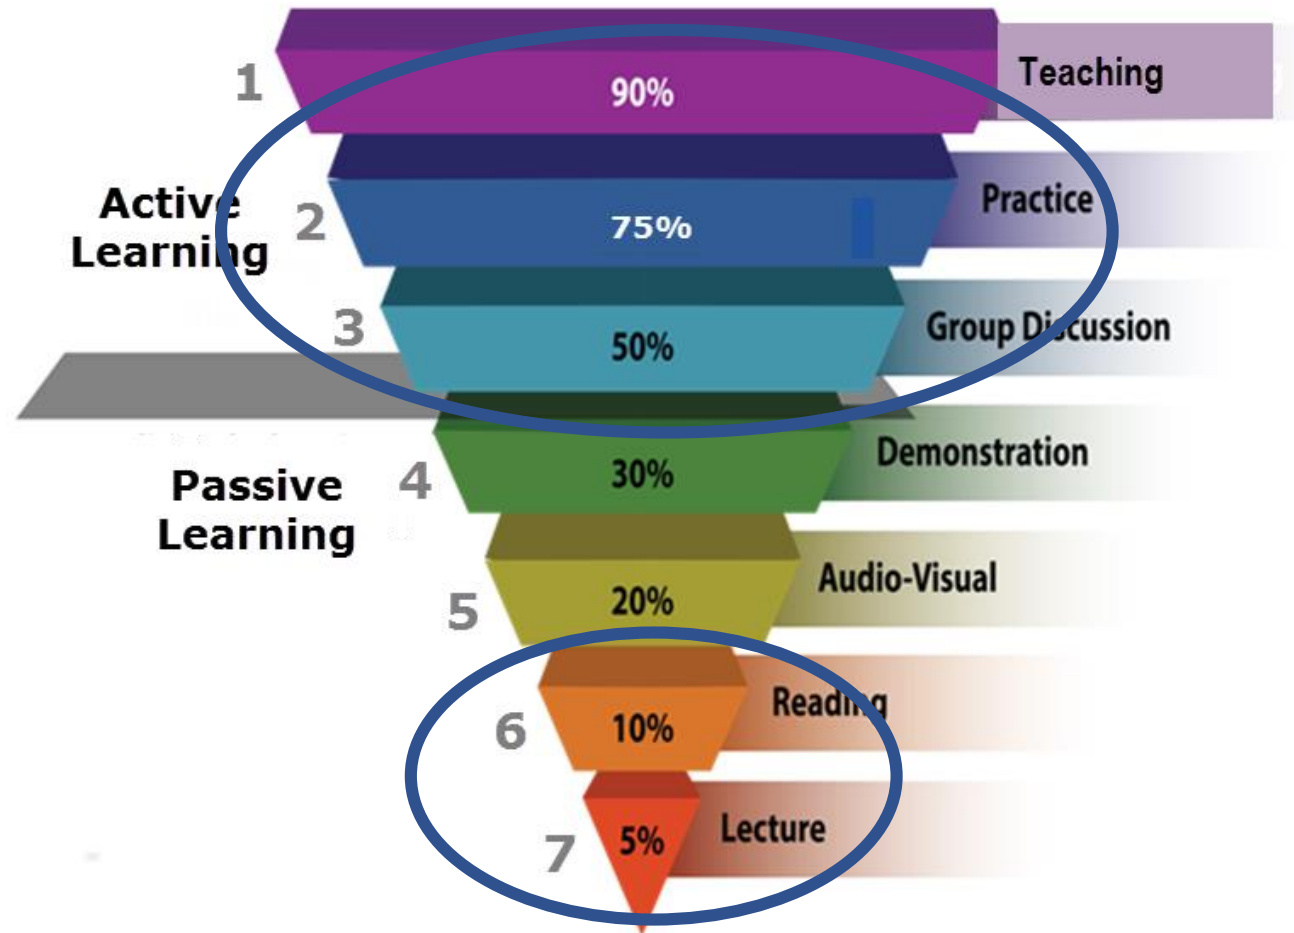 1
90%
Teaching
Active
Learning
2
75%
Practice
3
50%
Group Discussion
Passive
Learning
4
30%
Demonstration
5
20%
Audio-Visual
6
10%
Reading
7
5%
Lecture